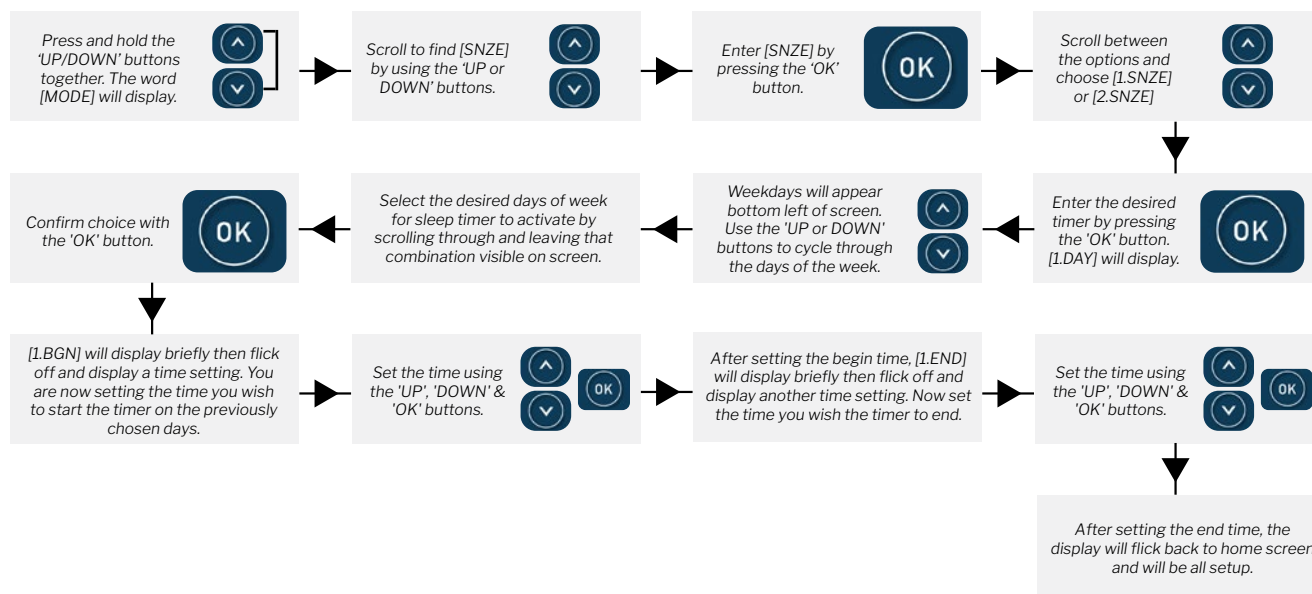 Press and hold the
‘UP/DOWN’ buttons
together. The word
[MODE] will display.
Scroll to find [SNZE]
by using the ‘UP or
DOWN’ buttons.
Enter [SNZE] by
pressing the ‘OK’
button.
OK
Scroll between
the options and
choose [1.SNZE]
or [2.SNZE]
Enter the desired
timer by pressing
the 'OK' button.
[1.DAY] will display.
OK
Weekdays will appear
bottom left of screen.
Use the 'UP or DOWN'
buttons to cycle through
the days of the week.
Select the desired days of week
for sleep timer to activate by
scrolling through and leaving that
combination visible on screen.
Confirm choice with
the 'OK' button.
OK
[1.BGN] will display briefly then flick
off and display a time setting. You
are now setting the time you wish
to start the timer on the previously
chosen days.
Set the time using
the 'UP', 'DOWN' &
'OK' buttons.
OK
After setting the begin time, [1.END]
will display briefly then flick off and
display another time setting. Now set
the time you wish the timer to end.
Set the time using
the 'UP', 'DOWN' &
'OK' buttons.
OK
After setting the end time, the
display will flick back to home screen
and will be all setup.